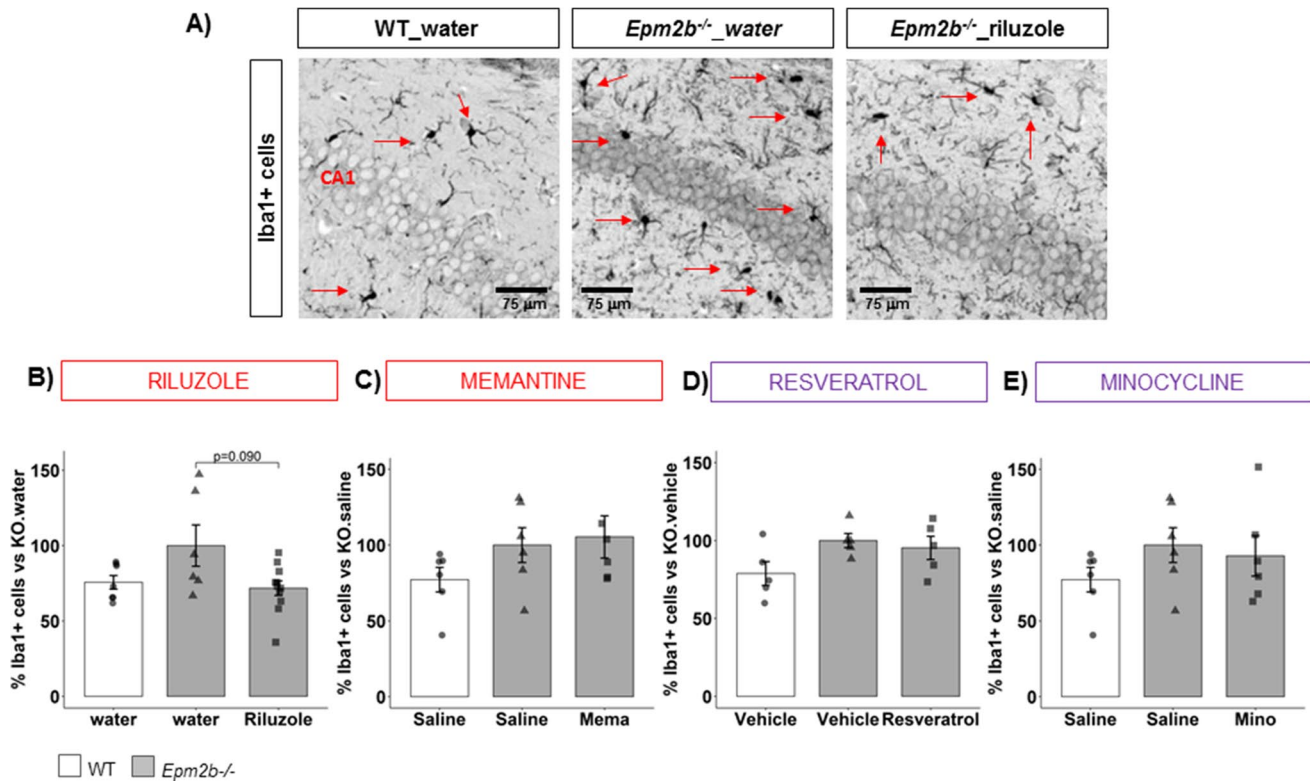 A)
WT_water
Epm2b-/-_water
Epm2b-/-_riluzole
Iba1+ cells
CA1
75 µm
75 µm
75 µm
B)
RILUZOLE
C)
MEMANTINE
D)
RESVERATROL
E)
MINOCYCLINE
% Iba1+ cells vs KO.water
150
100
50
0
p=0.090
water
water
Riluzole
% Iba1+ cells vs KO.saline
150
100
50
0
Saline
Saline
Mema
% Iba1+ cells vs KO.vehicle
150
100
50
0
Vehicle
Vehicle
Resveratrol
% Iba1+ cells vs KO.saline
150
100
50
0
Saline
Saline
Mino
WT
Epm2b-/-